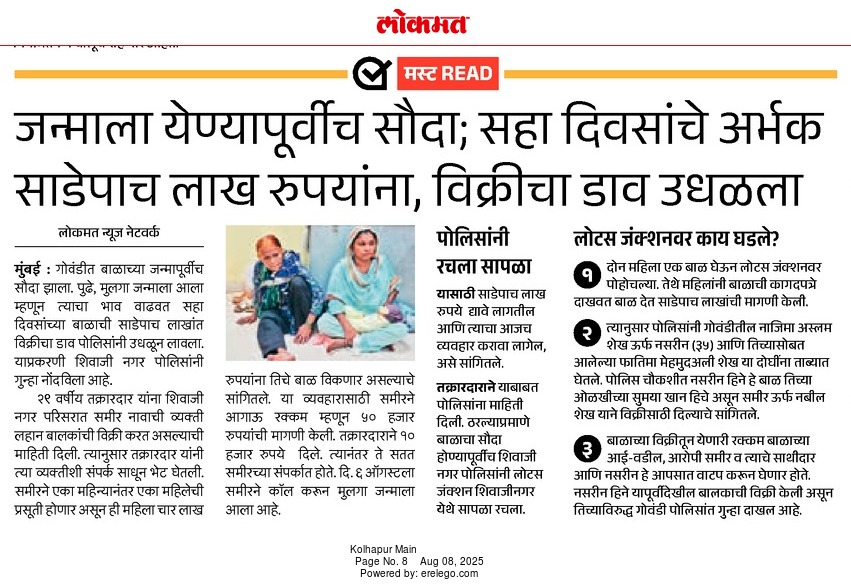 लोकमत
मस्ट READ
जन्माला येण्यापूर्वीच सौदा; सहा दिवसांचे अर्भक
साडेपाच लाख रुपयांना, विक्रीचा डाव उधळला
लोकमत न्यूज नेटवर्क
मुंबई : गोवंडीत बाळाच्या जन्मापूर्वीच
सौदा झाला. पुढे, मुलगा जन्माला आला
म्हणून त्याचा भाव वाढवत सहा
दिवसांच्या बाळाची साडेपाच लाखांत
विक्रीचा डाव पोलिसांनी उधळून लावला.
याप्रकरणी शिवाजी नगर पोलिसांनी
गुन्हा नोंदविला आहे.
२९ वर्षीय तक्रारदार यांना शिवाजी
नगर परिसरात समीर नावाची व्यक्ती
लहान बालकांची विक्री करत असल्याची
माहिती दिली. त्यानुसार तक्रारदार यांनी
त्या व्यक्तीशी संपर्क साधून भेट घेतली.
समीरने एका महिन्यानंतर एका महिलेची
प्रसूती होणार असून ही महिला चार लाख
रुपयांना तिचे बाळ विकणार असल्याचे
सांगितले. या व्यवहारासाठी समीरने
आगाऊ रक्कम म्हणून ५० हजार
रुपयांची मागणी केली. तक्रारदाराने १०
हजार रुपये दिले. त्यानंतर ते सतत
समीरच्या संपर्कात होते. दि. ६ ऑगस्टला
समीरने कॉल करून मुलगा जन्माला
आला आहे.
पोलिसांनी
रचला सापळा
यासाठी साडेपाच लाख
रुपये द्यावे लागतील
आणि त्याचा आजच
व्यवहार करावा लागेल,
असे सांगितले.
तक्रारदाराने याबाबत
पोलिसांना माहिती
दिली. ठरल्याप्रमाणे
बाळाचा सौदा
होण्यापूर्वीच शिवाजी
नगर पोलिसांनी लोटस
जंक्शन शिवाजीनगर
येथे सापळा रचला.
लोटस जंक्शनवर काय घडले?
१ दोन महिला एक बाळ घेऊन लोटस जंक्शनवर
पोहोचल्या. तेथे महिलांनी बाळाची कागदपत्रे
दाखवत बाळ देत साडेपाच लाखांची मागणी केली.
२ त्यानुसार पोलिसांनी गोवंडीतील नाजिमा अस्लम
शेख ऊर्फ नसरीन (३५) आणि तिच्यासोबत
आलेल्या फातिमा मेहमुदअली शेख या दोघींना ताब्यात
घेतले. पोलिस चौकशीत नसरीन हिने हे बाळ तिच्या
ओळखीच्या सुमया खान हिचे असून समीर ऊर्फ नबील
शेख याने विक्रीसाठी दिल्याचे सांगितले.
३ बाळाच्या विक्रीतून येणारी रक्कम बाळाच्या
आई-वडील, आरोपी समीर व त्याचे साथीदार
आणि नसरीन हे आपसात वाटप करून घेणार होते.
नसरीन हिने यापूर्वीदेखील बालकाची विक्री केली असून
तिच्याविरुद्ध गोवंडी पोलिसांत गुन्हा दाखल आहे.
Kolhapur Main
Page No. 8 Aug 08, 2025
Powered by: erelego.com